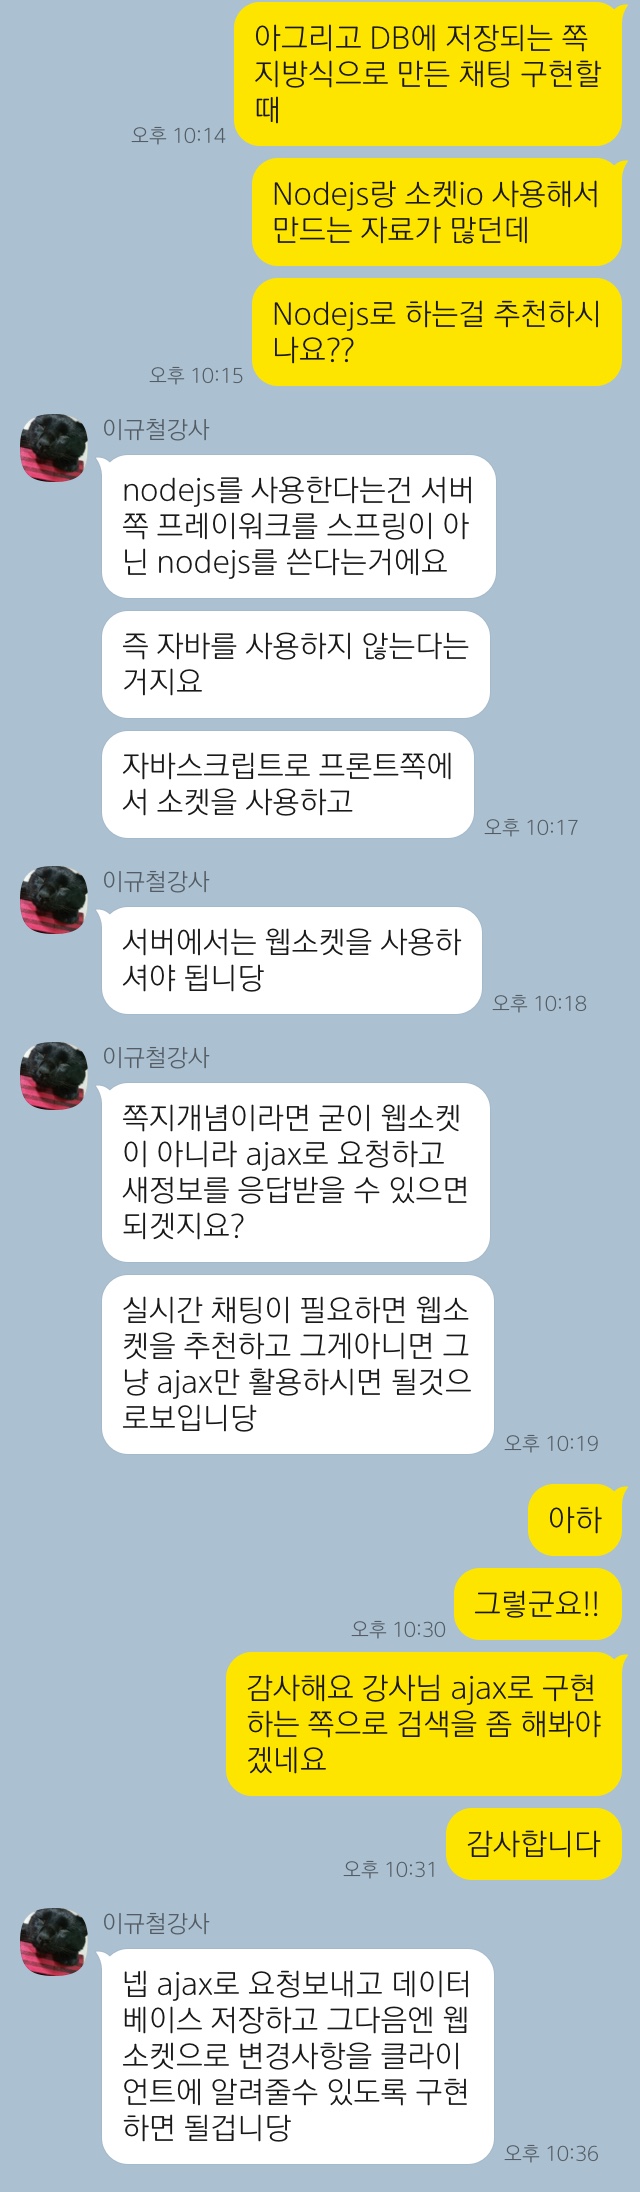 아그리고 DB에 저장되는 쪽
지방식으로 만든 채팅 구현할
때
오후 10:14
Nodejs랑 소켓io 사용해서
만드는 자료가 많던데
Nodejs로 하는걸 추천하시
나요??
오후 10:15
이규철강사
nodejs를 사용한다는건 서버
쪽 프레이워크를 스프링이 아
닌 nodejs를 쓴다는거에요
즉 자바를 사용하지 않는다는
거지요
자바스크립트로 프론트쪽에
서 소켓을 사용하고
오후 10:17
이규철강사
서버에서는 웹소켓을 사용하
셔야 됩니당
오후 10:18
이규철강사
쪽지개념이라면 굳이 웹소켓
이 아니라 ajax로 요청하고
새정보를 응답받을 수 있으면
되겟지요?
실시간 채팅이 필요하면 웹소
켓을 추천하고 그게아니면 그
냥 ajax만 활용하시면 될것으
로보입니당
오후 10:19
아하
그렇군요!!
오후 10:30
감사해요 강사님 ajax로 구현
하는 쪽으로 검색을 좀 해봐야
겠네요
감사합니다
오후 10:31
이규철강사
넵 ajax로 요청보내고 데이터
베이스 저장하고 그다음엔 웹
소켓으로 변경사항을 클라이
언트에 알려줄수 있도록 구현
하면 될겁니당
오후 10:36